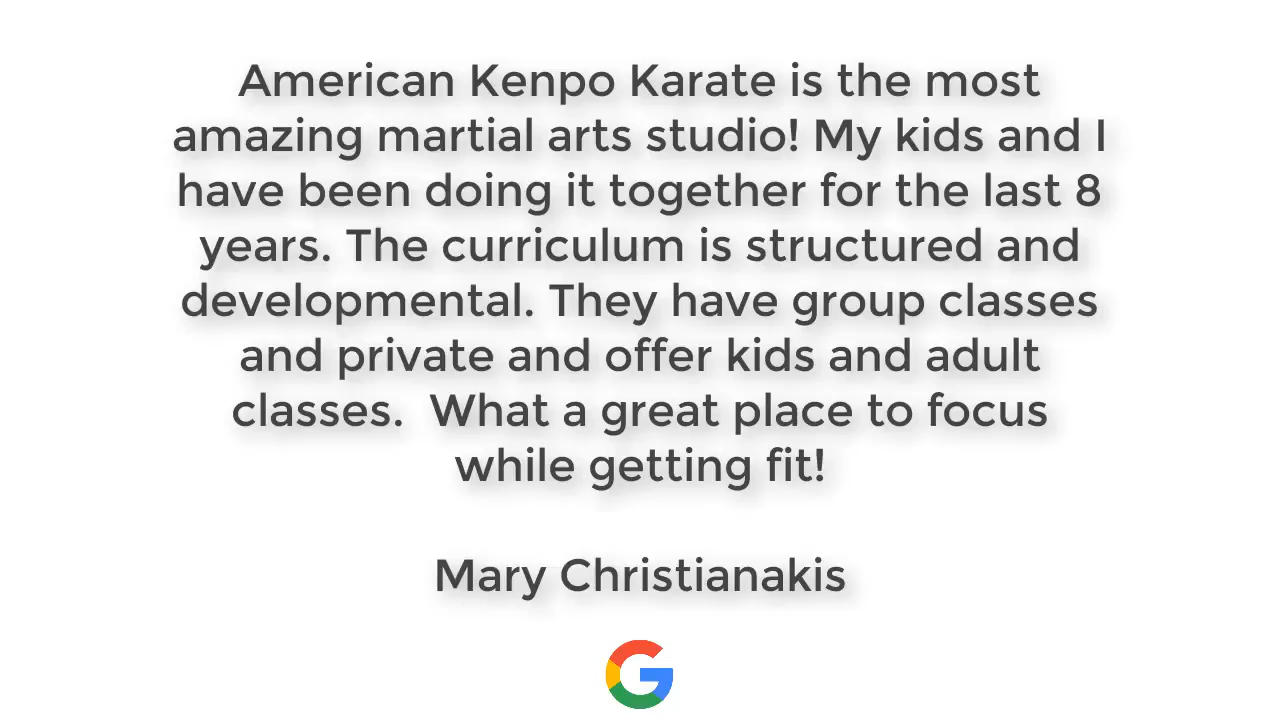 American Kenpo Karate is the most
amazing martial arts studio! My kids and I
have been doing it together for the last 8
years. The curriculum is structured and
developmental. They have group classes
and private and offer kids and adult
classes.  What a great place to focus
while getting fit!
Mary Christianakis